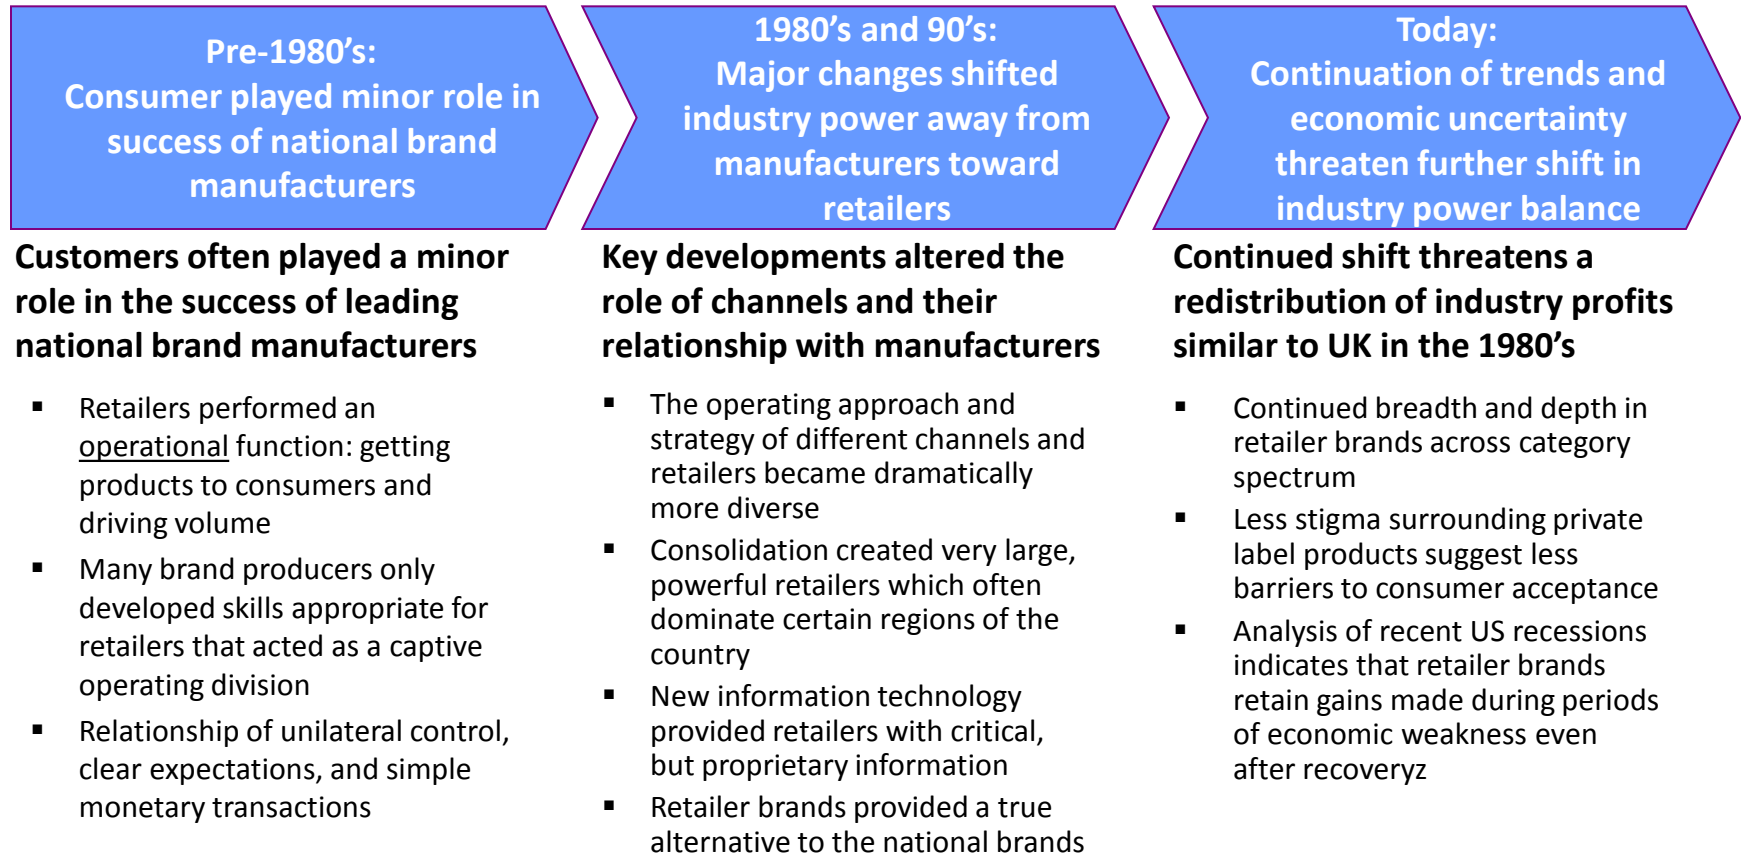 Pre-1980’s:
Consumer played minor role in
success of national brand
manufacturers
1980’s and 90’s:
Major changes shifted
industry power away from
manufacturers toward
retailers
Today:
Continuation of trends and
economic uncertainty
threaten further shift in
industry power balance
Customers often played a minor
role in the success of leading
national brand manufacturers
▪ Retailers performed an
operational function: getting
products to consumers and
driving volume
▪ Many brand producers only
developed skills appropriate for
retailers that acted as a captive
operating division
▪ Relationship of unilateral control,
clear expectations, and simple
monetary transactions
Key developments altered the
role of channels and their
relationship with manufacturers
▪ The operating approach and
strategy of different channels and
retailers became dramatically
more diverse
▪ Consolidation created very large,
powerful retailers which often
dominate certain regions of the
country
▪ New information technology
provided retailers with critical,
but proprietary information
▪ Retailer brands provided a true
alternative to the national brands
Continued shift threatens a
redistribution of industry profits
similar to UK in the 1980’s
▪ Continued breadth and depth in
retailer brands across category
spectrum
▪ Less stigma surrounding private
label products suggest less
barriers to consumer acceptance
▪ Analysis of recent US recessions
indicates that retailer brands
retain gains made during periods
of economic weakness even
after recoveryz